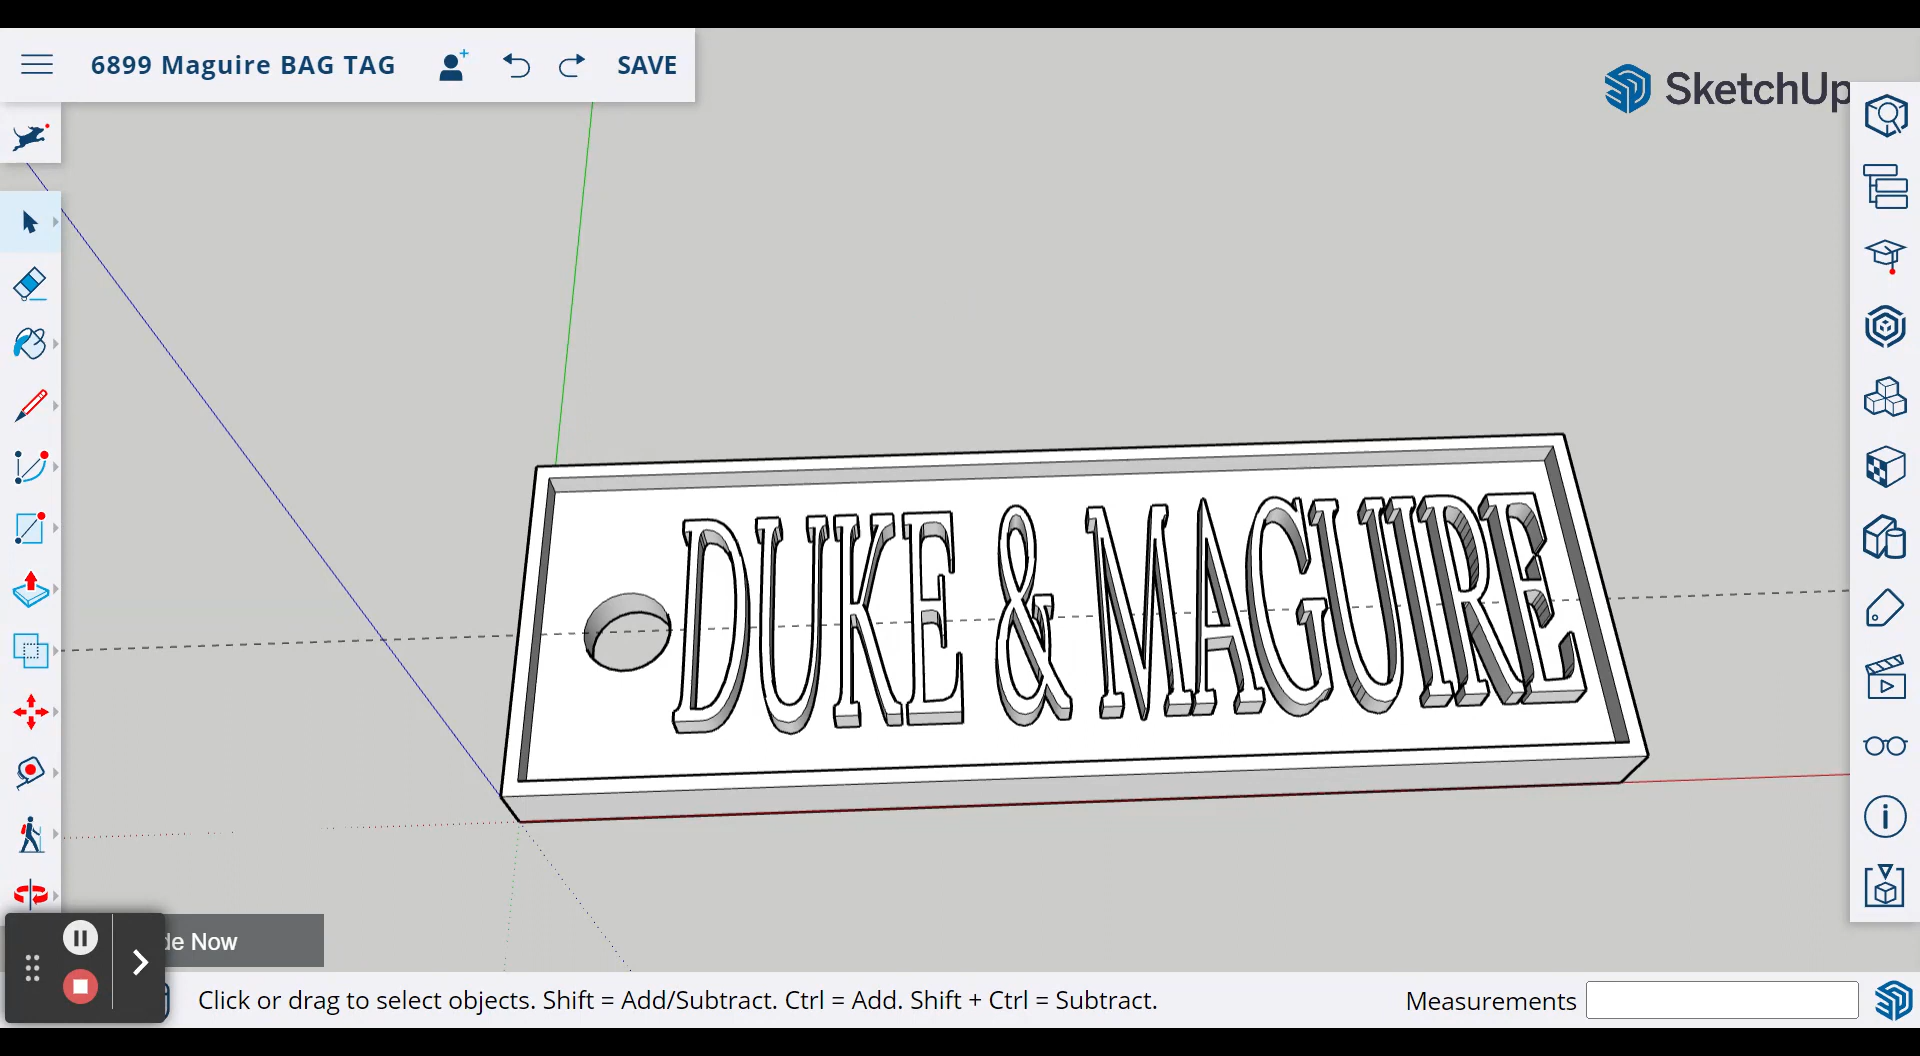 6899 Maguire BAG TAG
SAVE
SketchUp
DUKE & MAGUIRE
de Now
Click or drag to select objects. Shift = Add/Subtract. Ctrl = Add. Shift + Ctrl = Subtract.
Measurements